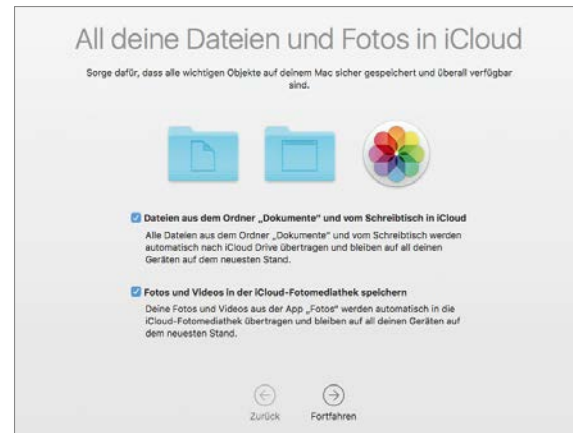 All deine Dateien und Fotos in iCloud
Sorge dafür, dass alle wichtigen Objekte auf deinem Mac sicher gespeichert und überall verfügbar
sind.
Dateien aus dem Ordner „Dokumente“ und vom Schreibtisch in iCloud
Alle Dateien aus dem Ordner „Dokumente“ und vom Schreibtisch werden
automatisch nach iCloud Drive übertragen und bleiben auf all deinen
Geräten auf dem neuesten Stand.
Fotos und Videos in der iCloud-Fotomediathek speichern
Deine Fotos und Videos aus der App „Fotos“ werden automatisch in die
iCloud-Fotomediathek übertragen und bleiben auf all deinen Geräten auf
dem neuesten Stand.
Zurück Fortfahren